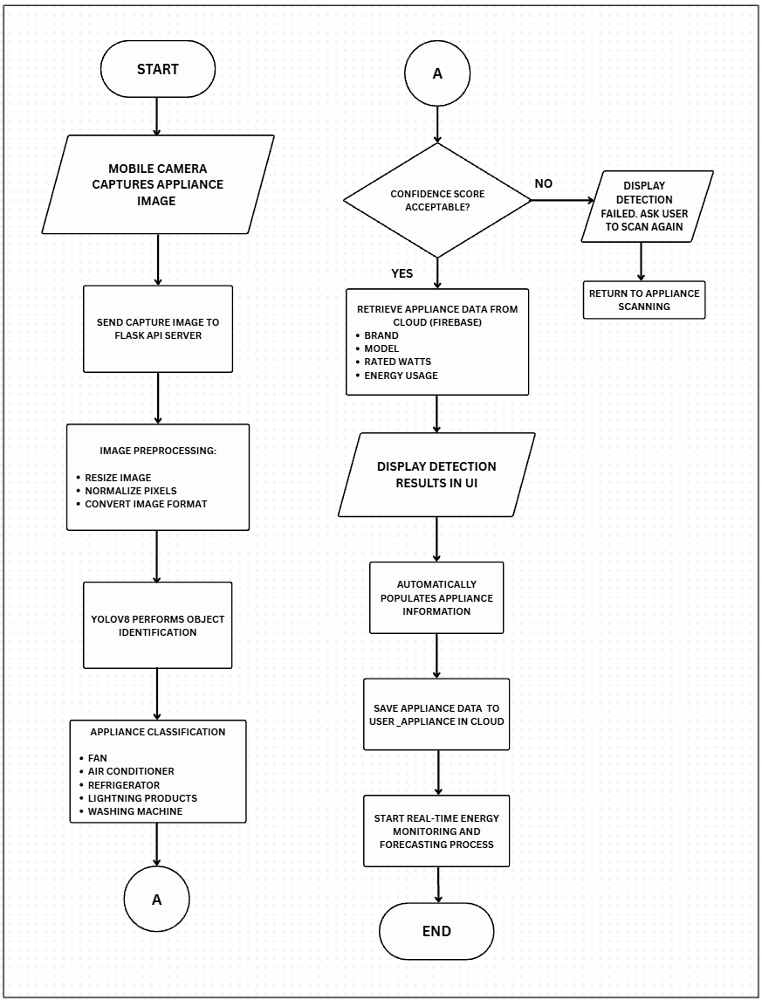 START
MOBILE CAMERA
CAPTURES APPLIANCE
IMAGE
SEND CAPTURE IMAGE TO
FLASK API SERVER
IMAGE PREPROCESSING:
• RESIZE IMAGE
• NORMALIZE PIXELS
• CONVERT IMAGE FORMAT
YOLOV8 PERFORMS OBJECT
IDENTIFICATION
APPLIANCE CLASSIFICATION
• FAN
• AIR CONDITIONER
• REFRIGERATOR
• LIGHTNING PRODUCTS
• WASHING MACHINE
A
A
CONFIDENCE SCORE
ACCEPTABLE?
NO
DISPLAY
DETECTION
FAILED. ASK USER
TO SCAN AGAIN
RETURN TO APPLIANCE
SCANNING
YES
RETRIEVE APPLIANCE DATA FROM
CLOUD (FIREBASE)
• BRAND
• MODEL
• RATED WATTS
• ENERGY USAGE
DISPLAY DETECTION
RESULTS IN UI
AUTOMATICALLY
POPULATES APPLIANCE
INFORMATION
SAVE APPLIANCE DATA TO
USER_APPLIANCE IN CLOUD
START REAL-TIME ENERGY
MONITORING AND
FORECASTING PROCESS
END